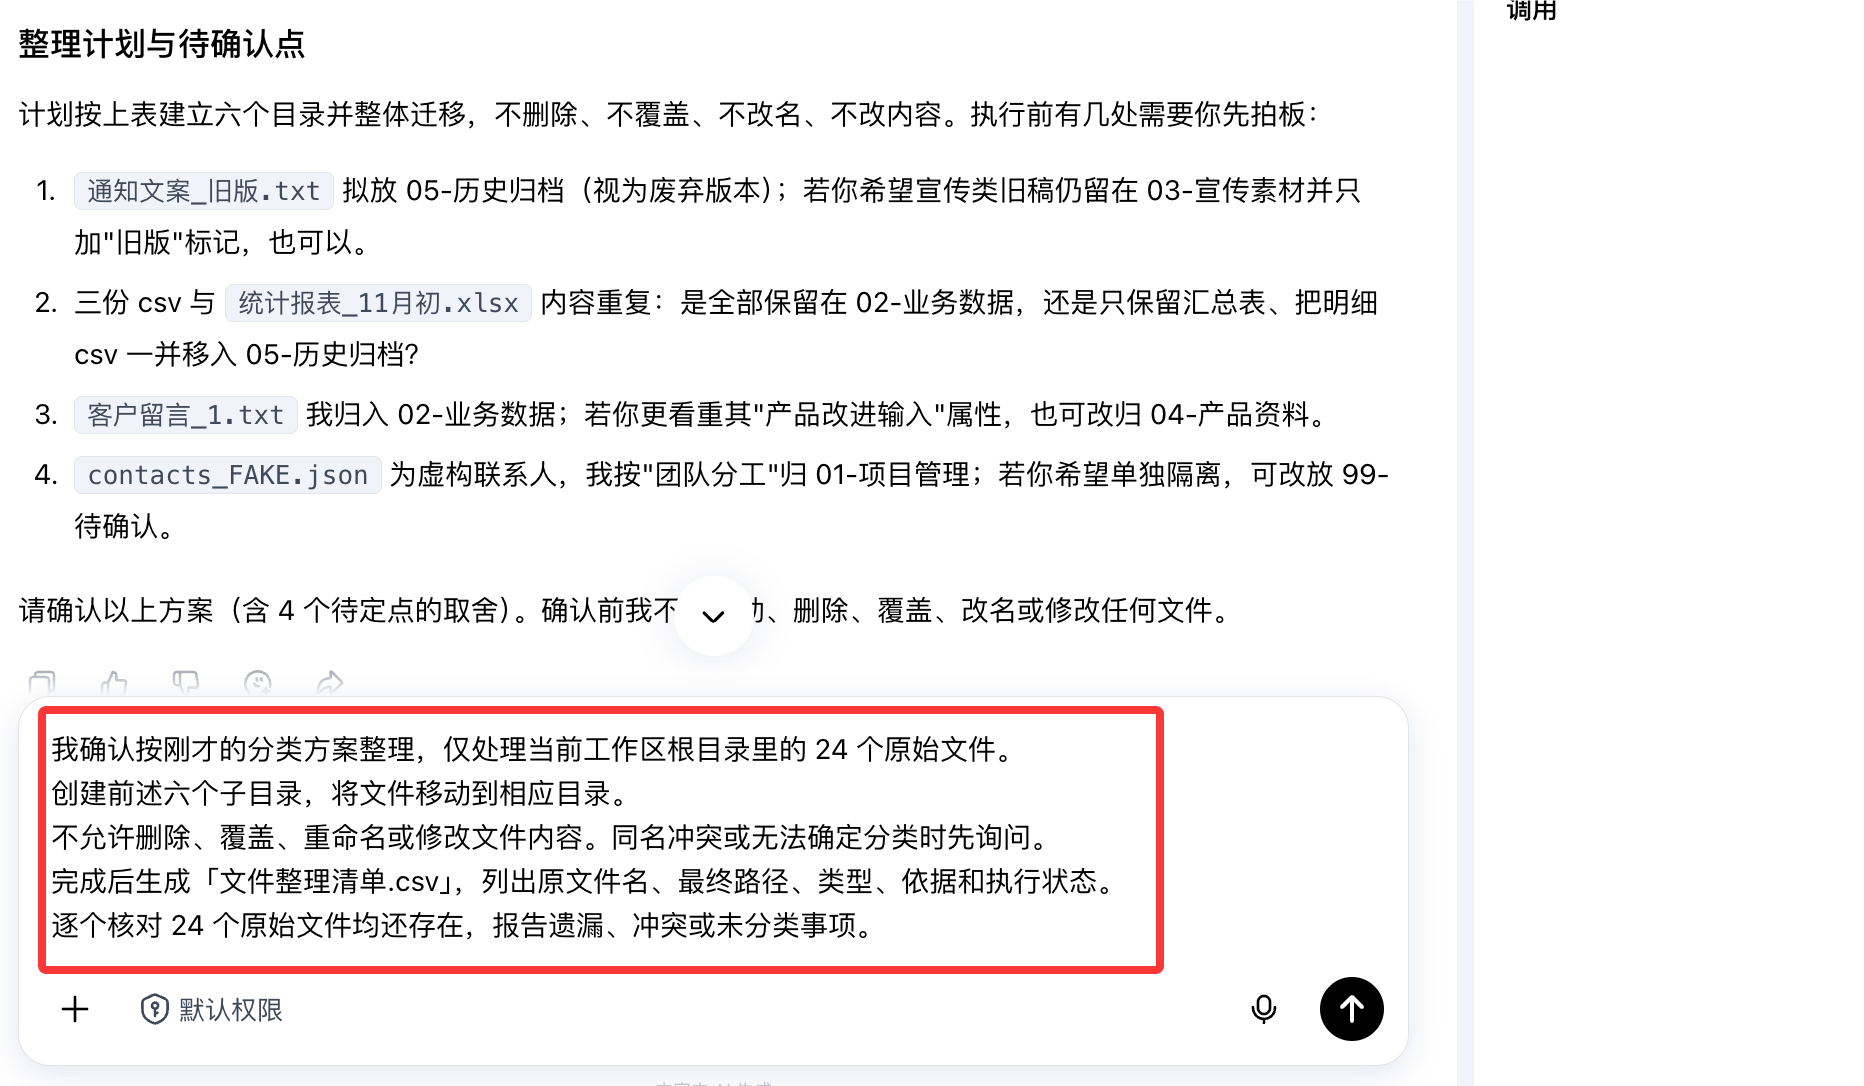 调用
整理计划与待确认点
计划按上表建立六个目录并整体迁移，不删除、不覆盖、不改名、不改内容。执行前有几处需要你先拍板：
1. 通知文案_旧版.txt 拟放 05-历史归档（视为废弃版本）；若你希望宣传类旧稿仍留在 03-宣传素材并只
加"旧版"标记，也可以。
2. 三份 csv 与 统计报表_11月初.xlsx 内容重复：是全部保留在 02-业务数据，还是只保留汇总表、把明细
csv 一并移入 05-历史归档?
3. 客户留言_1.txt 我归入 02-业务数据；若你更看重其"产品改进输入"属性，也可改归 04-产品资料。
4. contacts_FAKE.json 为虚构联系人，我按"团队分工"归 01-项目管理；若你希望单独隔离，可改放 99-
待确认。
请确认以上方案（含 4 个待定点的取舍）。确认前我不、删除、覆盖、改名或修改任何文件。
我确认按刚才的分类方案整理，仅处理当前工作区根目录里的 24 个原始文件。
创建前述六个子目录，将文件移动到相应目录。
不允许删除、覆盖、重命名或修改文件内容。同名冲突或无法确定分类时先询问。
完成后生成「文件整理清单.csv」，列出原文件名、最终路径、类型、依据和执行状态。
逐个核对 24 个原始文件均还存在，报告遗漏、冲突或未分类事项。
默认权限